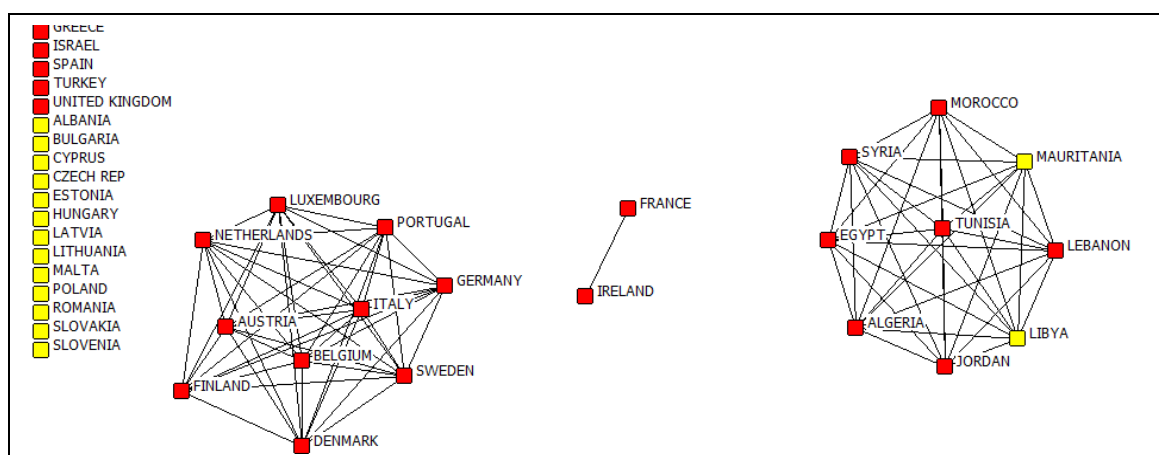 GREECE
ISRAEL
SPAIN
TURKEY
UNITED KINGDOM
ALBANIA
BULGARIA
CYPRUS
CZECH REP
ESTONIA
HUNGARY
LATVIA
LITHUANIA
MALTA
POLAND
ROMANIA
SLOVAKIA
SLOVENIA
LUXEMBOURG
PORTUGAL
NETHERLANDS
GERMANY
ITALY
AUSTRIA
BELGIUM
SWEDEN
FINLAND
DENMARK
FRANCE
IRELAND
MOROCCO
SYRIA
MAURITANIA
TUNISIA
EGYPT
LEBANON
ALGERIA
LIBYA
JORDAN